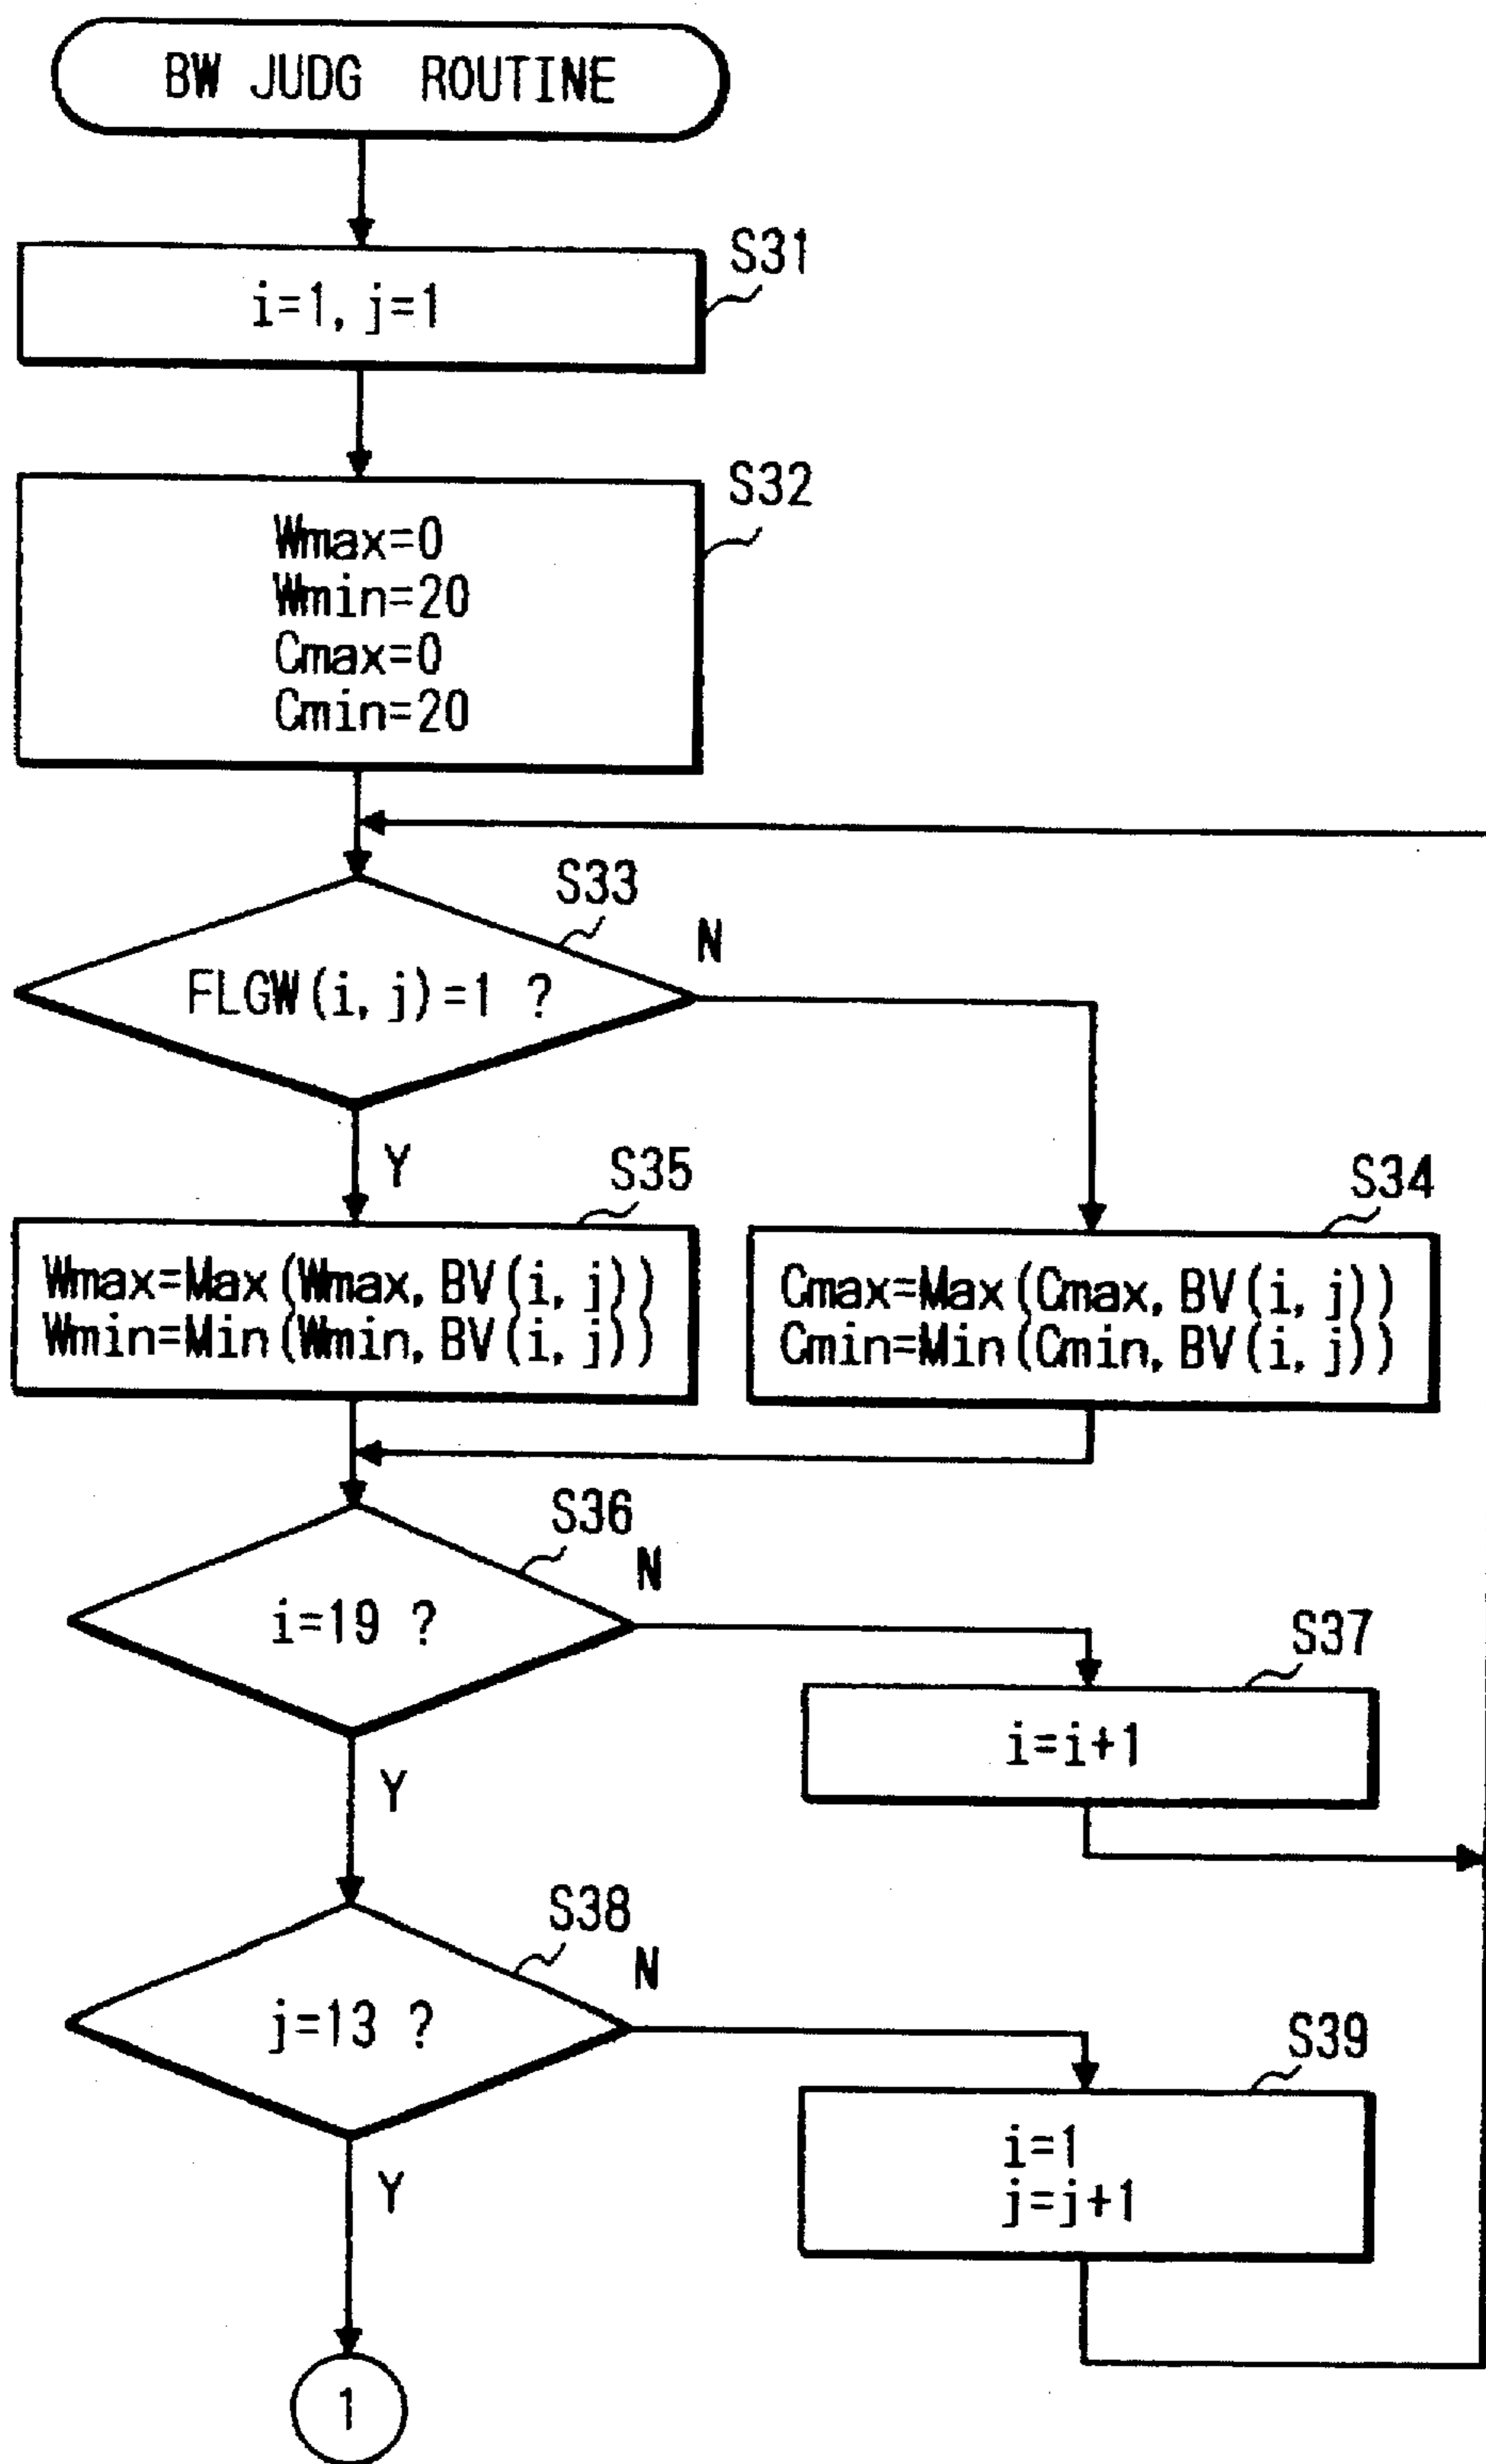 BW JUDG ROUTINE
S31
i=1, j=1
S32
Wmax=0
Wmin=20
Cmax=0
Cmin=20
S33
FLGW(i, j)=1 ?
N
Y
S35
Wmax=Max(Wmax, BV(i, j))
Wmin=Min(Wmin, BV(i, j))
S34
Cmax=Max(Cmax, BV(i, j))
Cmin=Min(Cmin, BV(i, j))
S36
i=19 ?
N
Y
S37
i=i+1
S38
j=13 ?
N
Y
S39
i=1
j=j+1
1